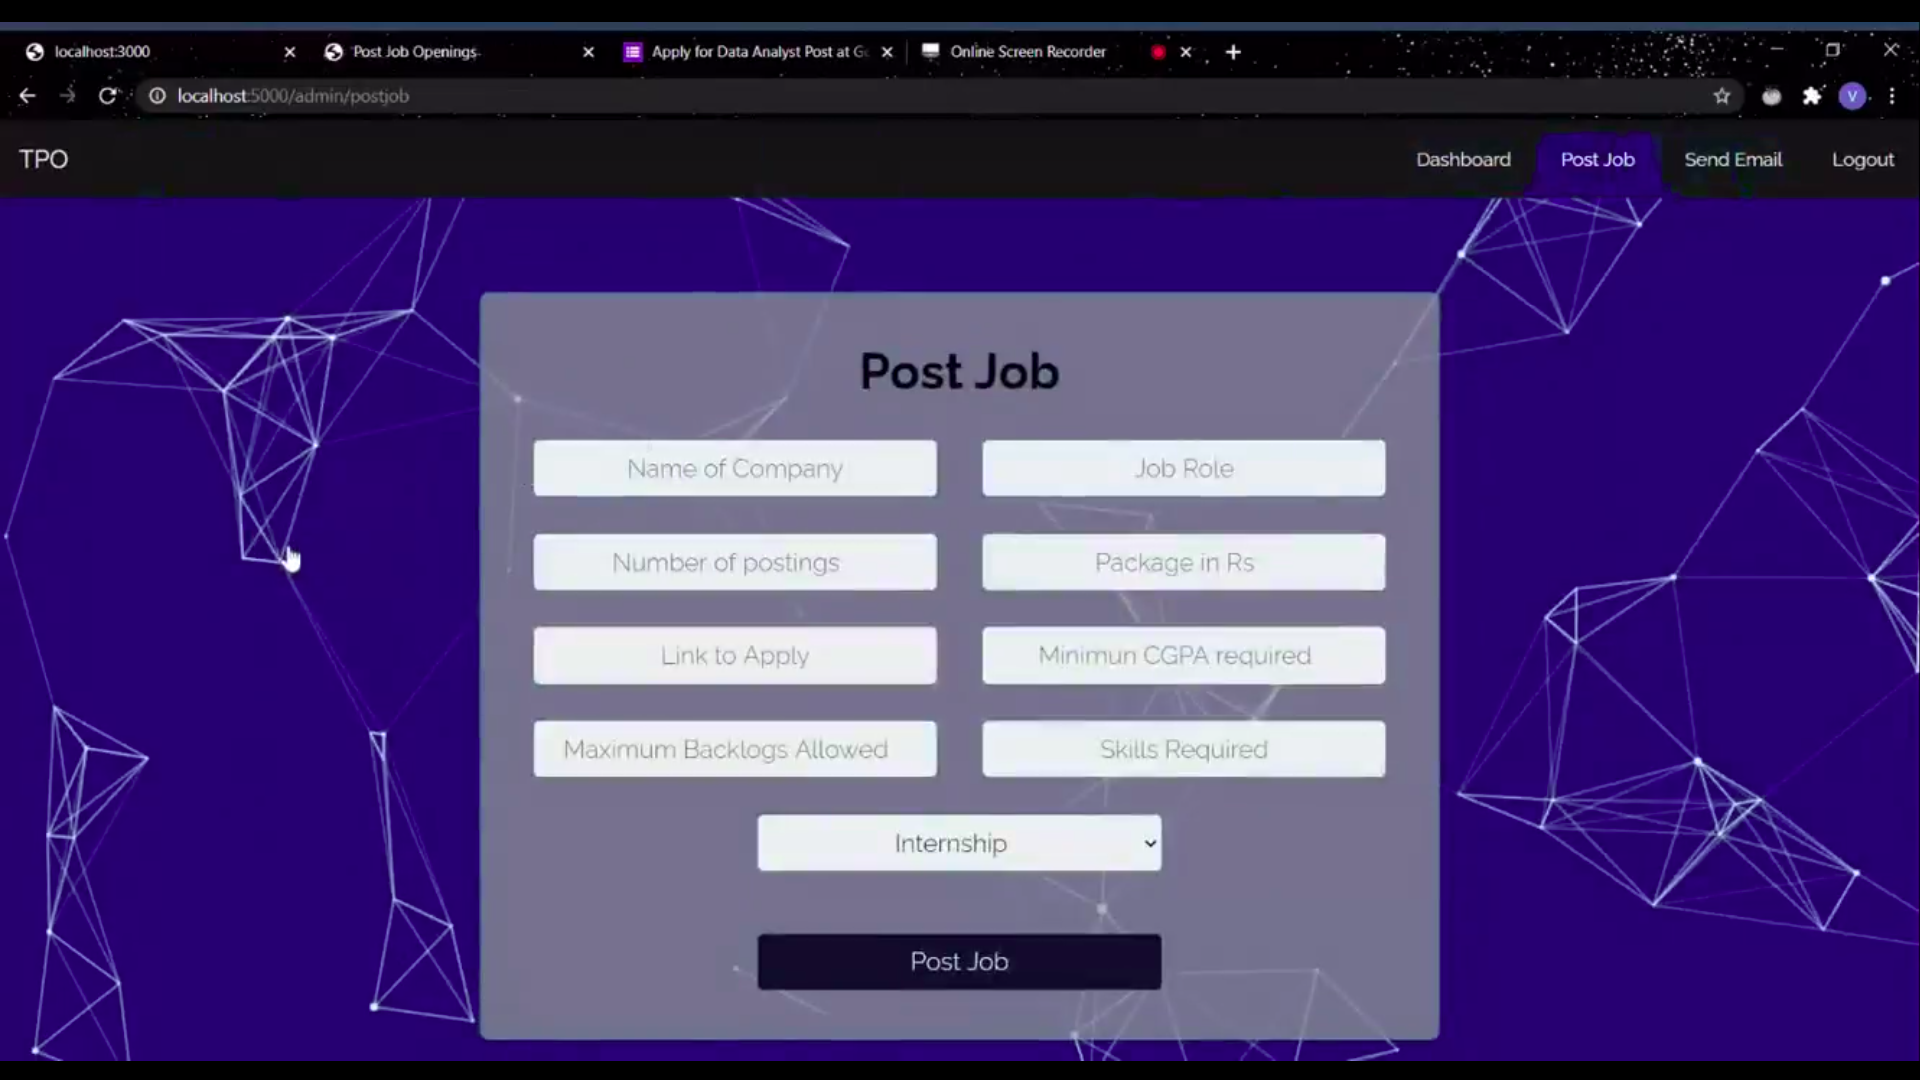 localhost:3000
Post Job Openings
Apply for Data Analyst Post at Go
Online Screen Recorder
localhost:5000/admin/postjob
V
TPO
Dashboard
Post Job
Send Email
Logout
Post Job
Name of Company
Job Role
Number of postings
Package in Rs
Link to Apply
Minimun CGPA required
Maximum Backlogs Allowed
Skills Required
Internship
Post Job